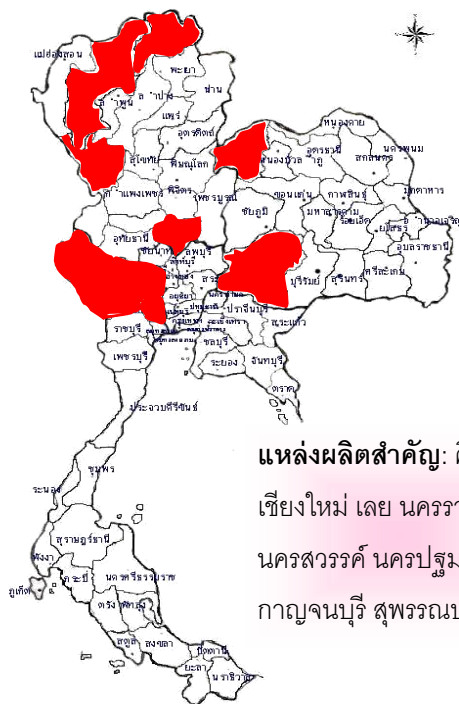 แม่ฮ่องสอน
พะเยา
น่าน
ลำพูน ลำปาง
แพร่
อุตรดิตถ์
สุโขทัย
พิษณุโลก
กำแพงเพชร พิจิตร เพชรบูรณ์
หนองคาย
อุดรธานี
หนองบัวลำภู
สกลนคร
นครพนม
มุกดาหาร
ขอนแก่น
กาฬสินธุ์
มหาสารคาม
ร้อยเอ็ด
ยโสธร
อำนาจเจริญ
อุบลราชธานี
ชัยภูมิ
บุรีรัมย์
สุรินทร์
ศรีสะเกษ
อุทัยธานี
ชัยนาท
ลพบุรี
อยุธยา
ปราจีนบุรี
สระแก้ว
ราชบุรี
ชลบุรี
ระยอง
จันทบุรี
ตราด
เพชรบุรี
ประจวบคีรีขันธ์
แหล่งผลิตสำคัญ:
เชียงใหม่ เลย นครรา
นครสวรรค์ นครปฐม
กาญจนบุรี สุพรรณบ
ชุมพร
ระนอง
สุราษฎร์ธานี
พังงา
กระบี่
ภูเก็ต
นครศรีธรรมราช
ตรัง พัทลุง
สตูล
สงขลา
ปัตตานี
ยะลา
นราธิวาส